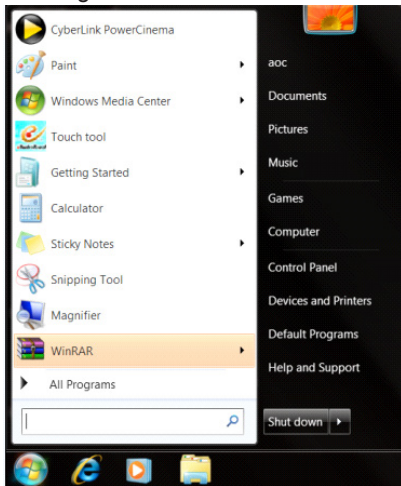 CyberLink PowerCinema
Paint
Windows Media Center
Touch tool
Getting Started
Calculator
Sticky Notes
Snipping Tool
Magnifier
WinRAR
All Programs
aoc
Documents
Pictures
Music
Games
Computer
Control Panel
Devices and Printers
Default Programs
Help and Support
Shut down